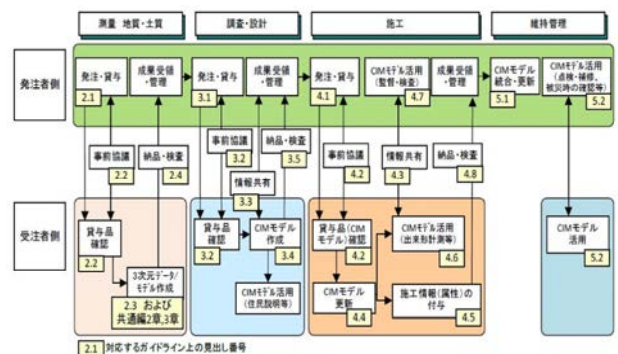 測量 地質・土質
調査・設計
施工
維持管理
発注者側
発注・貸与
2.1
成果受領
・管理
発注・貸与
3.1
成果受領
・管理
発注・貸与
4.1
CIMモデル活用
(監督・検査)
4.7
成果受領
・管理
CIMモデル
統合・更新
5.1
CIMモデル活用
(点検・補修、
被災時の確認等)
5.2
事前協議
2.2
納品・検査
2.4
事前協議
3.2
情報共有
3.3
納品・検査
3.5
事前協議
4.2
情報共有
4.3
納品・検査
4.8
受注者側
貸与品
確認
2.2
3次元データ/
モデル作成
2.3 および
共通編2章,3章
貸与品
確認
3.2
CIMモデル
作成
3.4
CIMモデル活用
(住民説明等)
貸与品(CIM
モデル)確認
4.2
CIMモデル
更新
4.4
CIMモデル活用
(出来形計測等)
4.6
施工情報(属性)の
付与
4.5
CIMモデル
活用
5.2
2.1 対応するガイドライン上の見出し番号